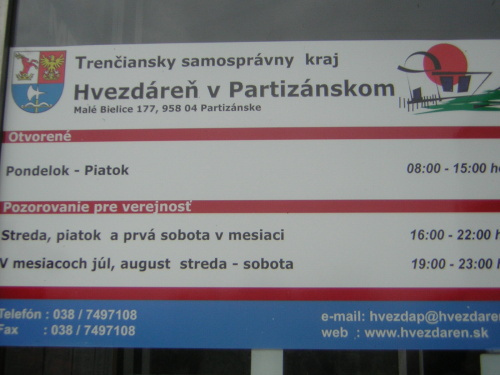 Trenčiansky samosprávny kraj
Hvezdáreň v Partizánskom
Malé Bielice 177, 958 04 Partizánske
Otvorené
Pondelok - Piatok 08:00 - 15:00 h
Pozorovanie pre verejnosť
Streda, piatok a prvá sobota v mesiaci 16:00 - 22:00 h
V mesiacoch júl, august streda - sobota 19:00 - 23:00 h
Telefón : 038 / 7497108 e-mail: hvezdap@hvezdaren
Fax : 038 / 7497108 web : www.hvezdaren.sk